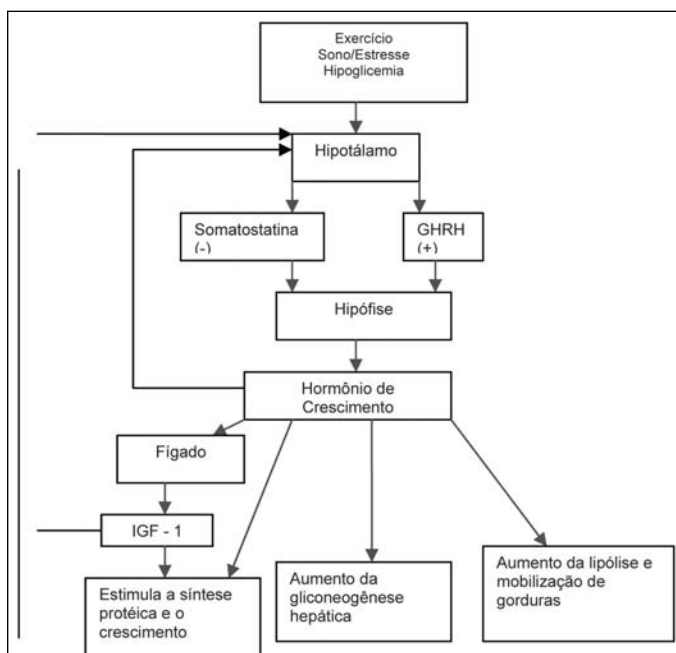 Exercício
Sono/Estresse
Hipoglicemia
Hipotálamo
Somatostatina
(-)
GHRH
(+)
Hipófise
Hormônio de
Crescimento
Fígado
IGF - 1
Estimula a síntese
protéica e o
crescimento
Aumento da
gliconeogênese
hepática
Aumento da lipólise e
mobilização de
gorduras